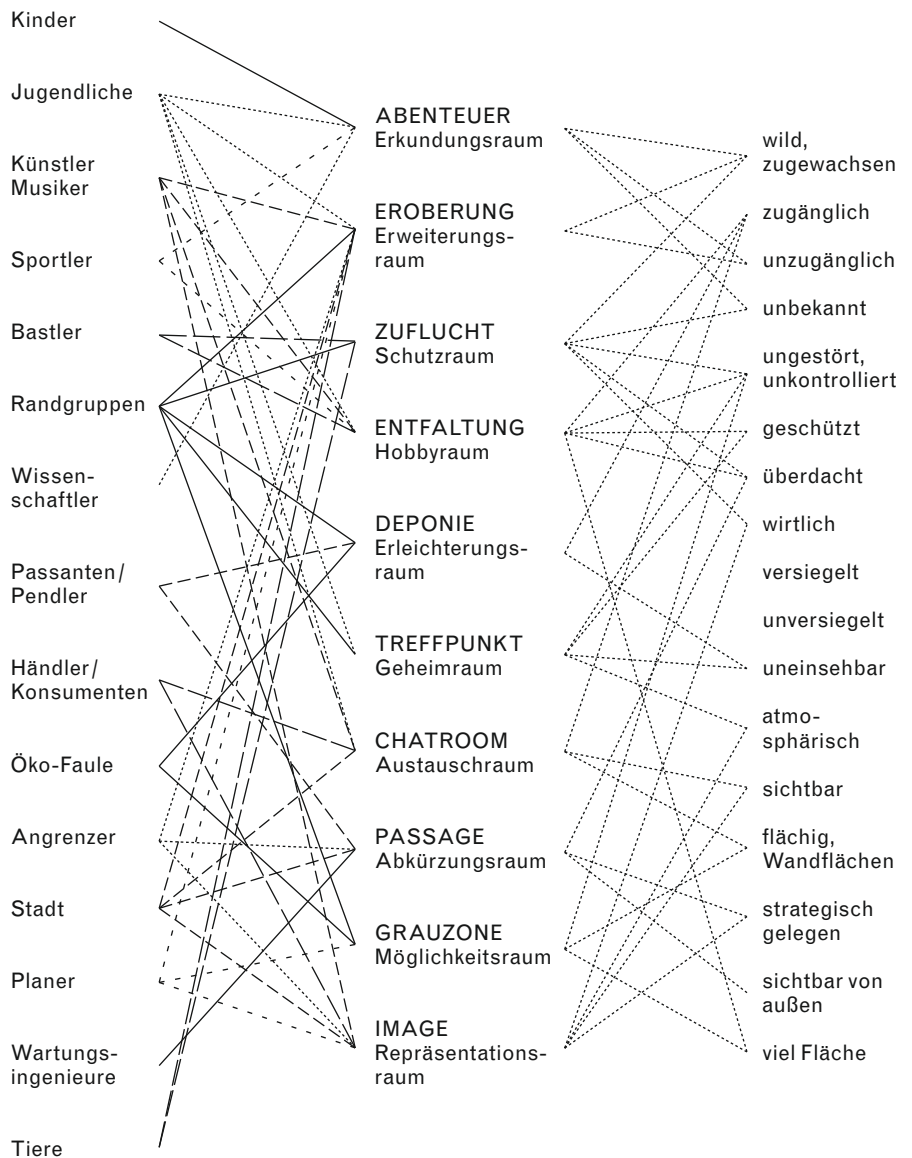 Kinder
Jugendliche
Künstler
Musiker
Sportler
Bastler
Randgruppen
Wissen-
schaftler
Passanten/
Pendler
Händler/
Konsumenten
Öko-Faule
Angrenzer
Stadt
Planer
Wartungs-
ingenieure
Tiere
ABENTEUER
Erkundungsraum
EROBERUNG
Erweiterungs-
raum
ZUFLUCHT
Schutzraum
ENTFALTUNG
Hobbyraum
DEPONIE
Erleichterungs-
raum
TREFFPUNKT
Geheimraum
CHATROOM
Austauschraum
PASSAGE
Abkürzungsraum
GRAUZONE
Möglichkeitsraum
IMAGE
Repräsentations-
raum
wild,
zugewachsen
zugänglich
unzugänglich
unbekannt
ungestört,
unkontrolliert
geschützt
überdacht
wirtlich
versiegelt
unversiegelt
uneinsehbar
atmo-
sphärisch
sichtbar
flächig,
Wandflächen
strategisch
gelegen
sichtbar von
außen
viel Fläche